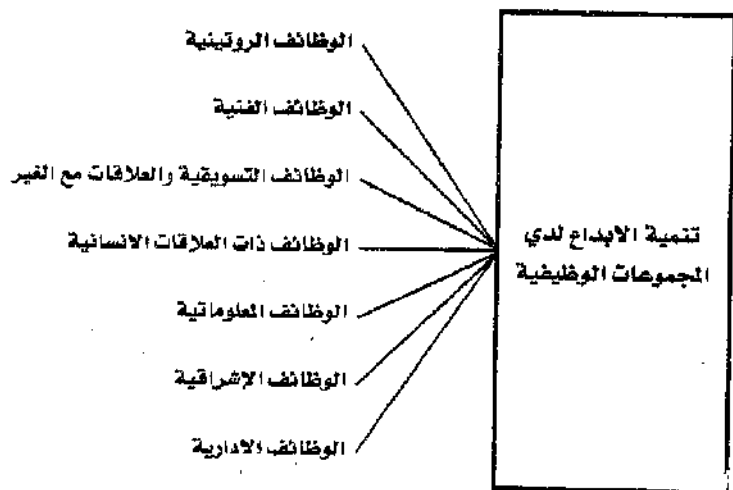 الوظائف الروتينية
الوظائف الفنية
الوظائف التسويقية والعلاقات مع الغير
الوظائف ذات العلاقات الانسانية
الوظائف المعلوماتية
الوظائف الإشراقية
الوظائف الادارية
تنمية الابداع لدي
المجموعات الوظيفية